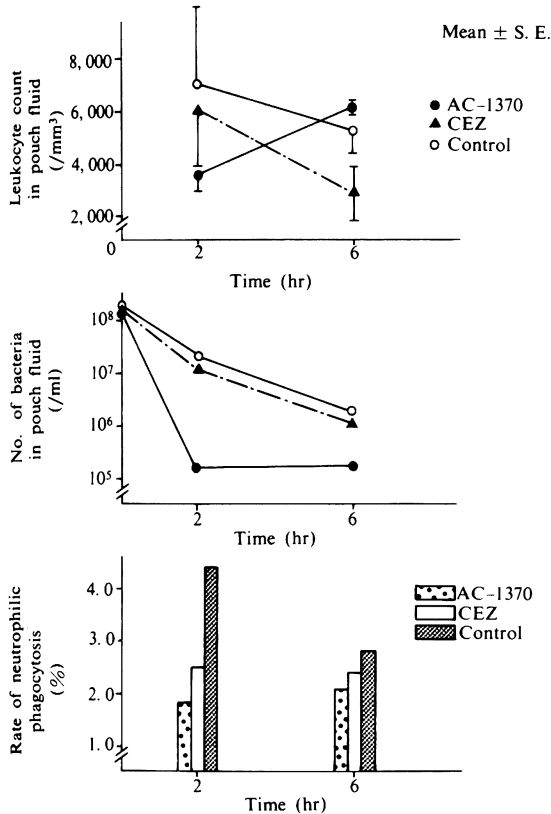 Mean ± S. E.
Leukocyte count
in pouch fluid
(/mm³)
8,000
6,000
4,000
2,000
0
2
6
Time (hr)
AC-1370
CEZ
Control
No. of bacteria
in pouch fluid
(/ml)
10⁸
10⁷
10⁶
10⁵
2
6
Time (hr)
Rate of neutrophilic
phagocytosis
(%)
4.0
3.0
2.0
1.0
2
6
Time (hr)
AC-1370
CEZ
Control